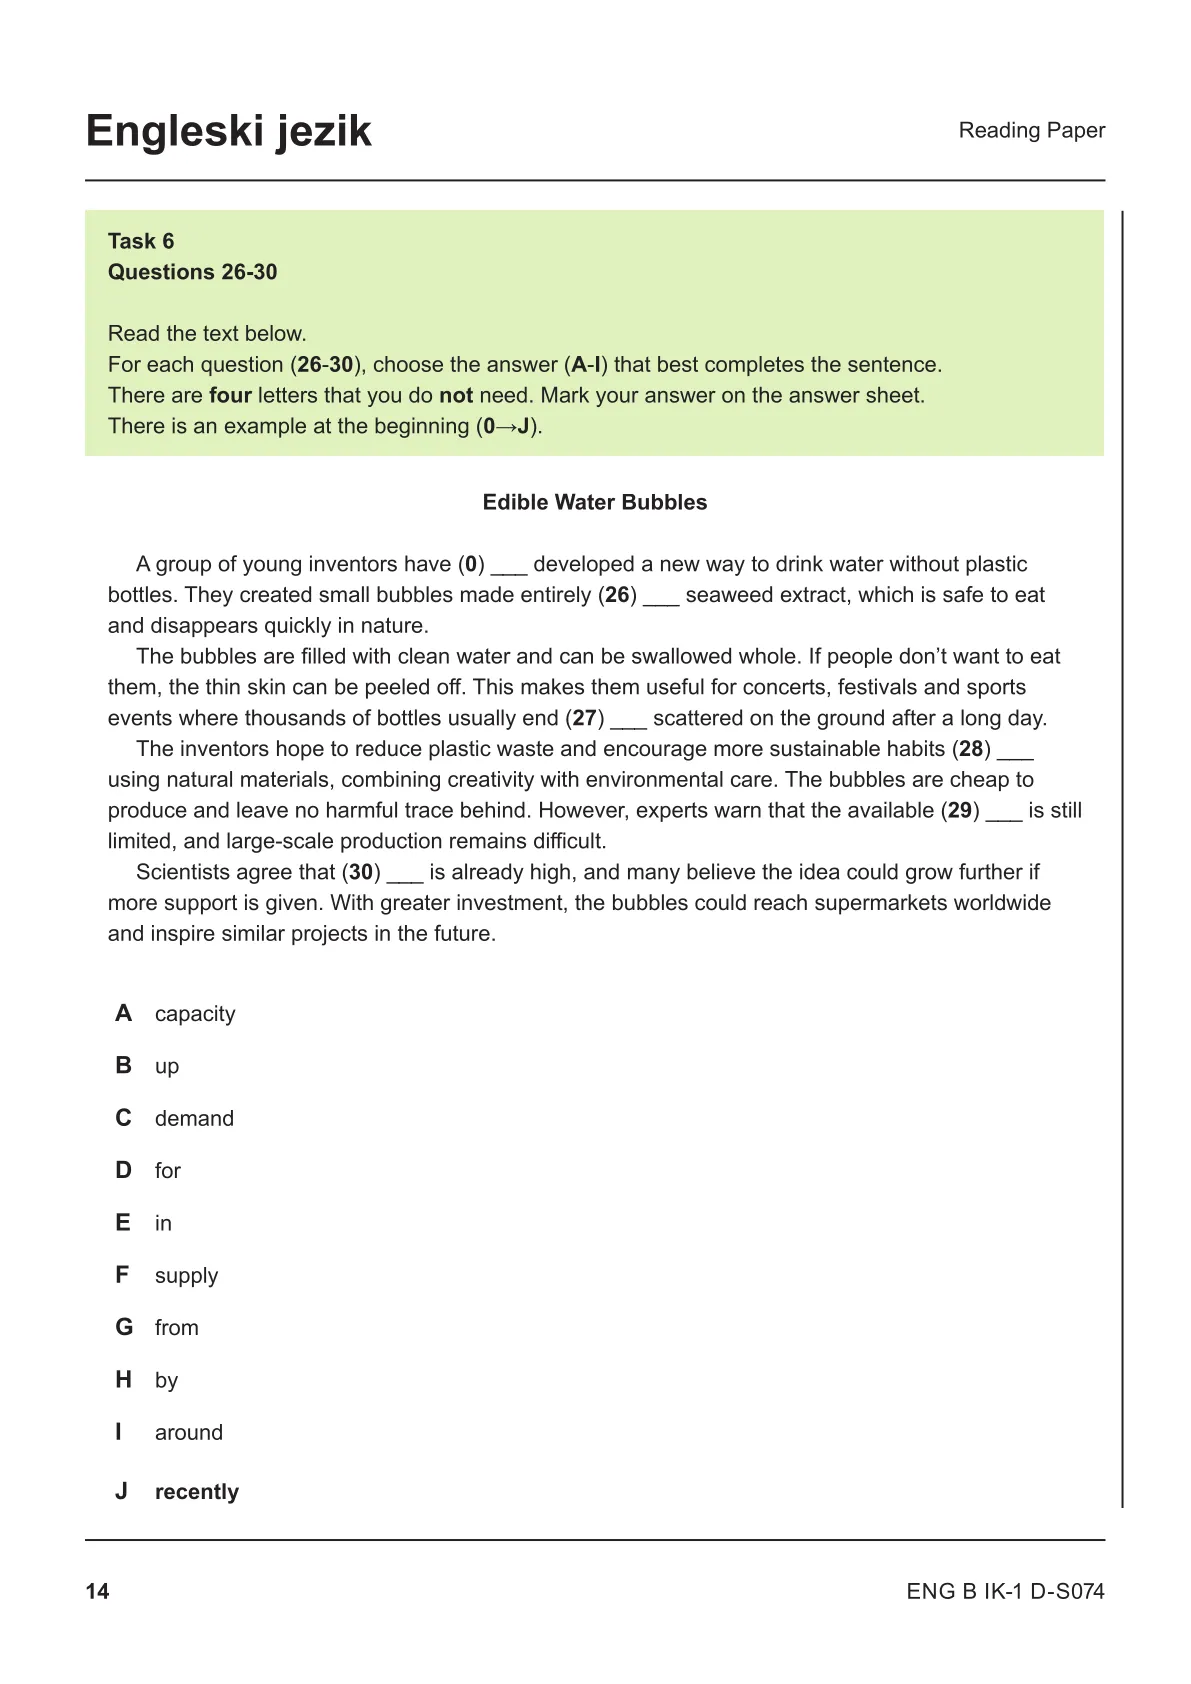 Engleski jezik
Reading Paper
Task 6
Questions 26-30
Read the text below.
For each question (26-30), choose the answer (A-I) that best completes the sentence.
There are four letters that you do not need. Mark your answer on the answer sheet.
There is an example at the beginning (0→J).
Edible Water Bubbles
A group of young inventors have (0) ___ developed a new way to drink water without plastic
bottles. They created small bubbles made entirely (26) ___ seaweed extract, which is safe to eat
and disappears quickly in nature.
The bubbles are filled with clean water and can be swallowed whole. If people don’t want to eat
them, the thin skin can be peeled off. This makes them useful for concerts, festivals and sports
events where thousands of bottles usually end (27) ___ scattered on the ground after a long day.
The inventors hope to reduce plastic waste and encourage more sustainable habits (28) ___
using natural materials, combining creativity with environmental care. The bubbles are cheap to
produce and leave no harmful trace behind. However, experts warn that the available (29) ___ is still
limited, and large-scale production remains difficult.
Scientists agree that (30) ___ is already high, and many believe the idea could grow further if
more support is given. With greater investment, the bubbles could reach supermarkets worldwide
and inspire similar projects in the future.
A capacity
B up
C demand
D for
E in
F supply
G from
H by
I around
J recently
14
ENG B IK-1 D-S074